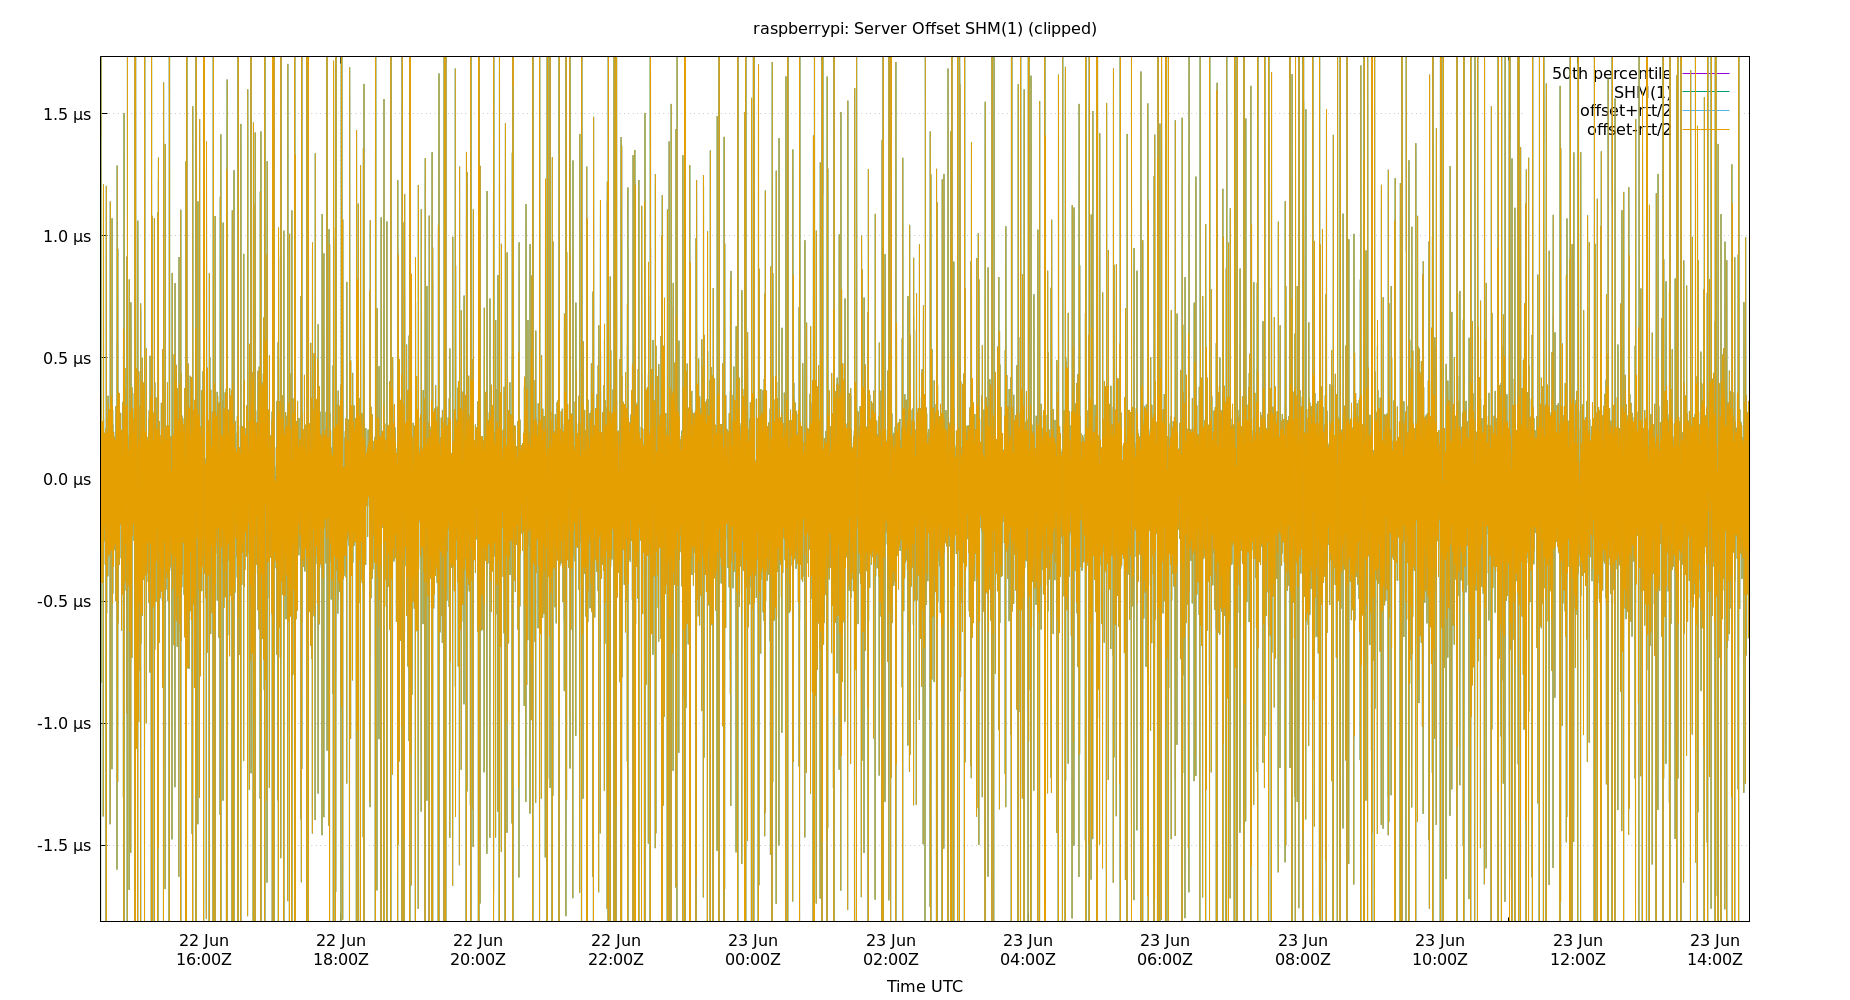 raspberrypi: Server Offset SHM(1) (clipped)
50th percentile
SHM(1)
offset+rtt/2
offset-rtt/2
1.5 µs
1.0 µs
0.5 µs
0.0 µs
-0.5 µs
-1.0 µs
-1.5 µs
22 Jun 22 Jun 22 Jun 22 Jun 23 Jun 23 Jun 23 Jun 23 Jun 23 Jun 23 Jun 23 Jun 23 Jun
16:00Z 18:00Z 20:00Z 22:00Z 00:00Z 02:00Z 04:00Z 06:00Z 08:00Z 10:00Z 12:00Z 14:00Z
Time UTC